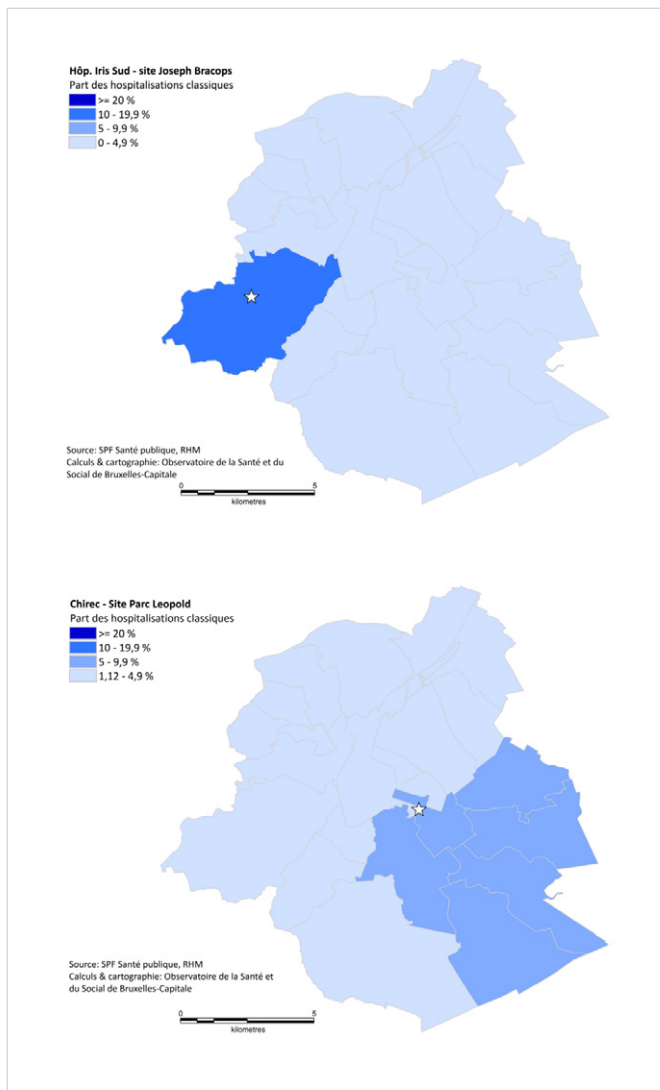 Hôp. Iris Sud - site Joseph Bracops
Part des hospitalisations classiques
>= 20 %
10 - 19,9 %
5 - 9,9 %
0 - 4,9 %
Source: SPF Santé publique, RHM
Calculs & cartographie: Observatoire de la Santé et du
Social de Bruxelles-Capitale
0 5
kilometres
Chirec - Site Parc Leopold
Part des hospitalisations classiques
>= 20 %
10 - 19,9 %
5 - 9,9 %
1,12 - 4,9 %
Source: SPF Santé publique, RHM
Calculs & cartographie: Observatoire de la Santé et
du Social de Bruxelles-Capitale
0 5
kilometres